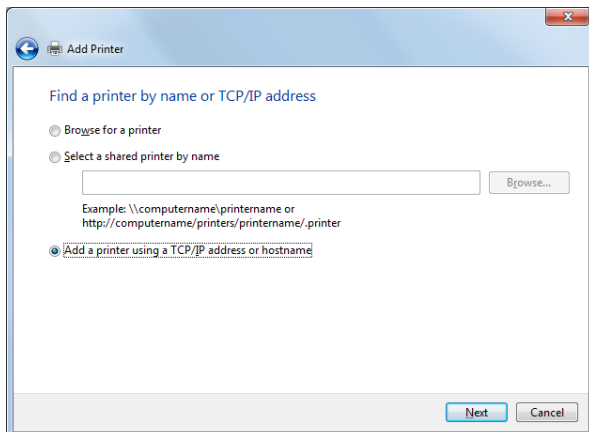 Add Printer
Find a printer by name or TCP/IP address
Browse for a printer
Select a shared printer by name
Browse...
Example: \\computername\printername or
http://computername/printers/printername/.printer
Add a printer using a TCP/IP address or hostname
Next Cancel